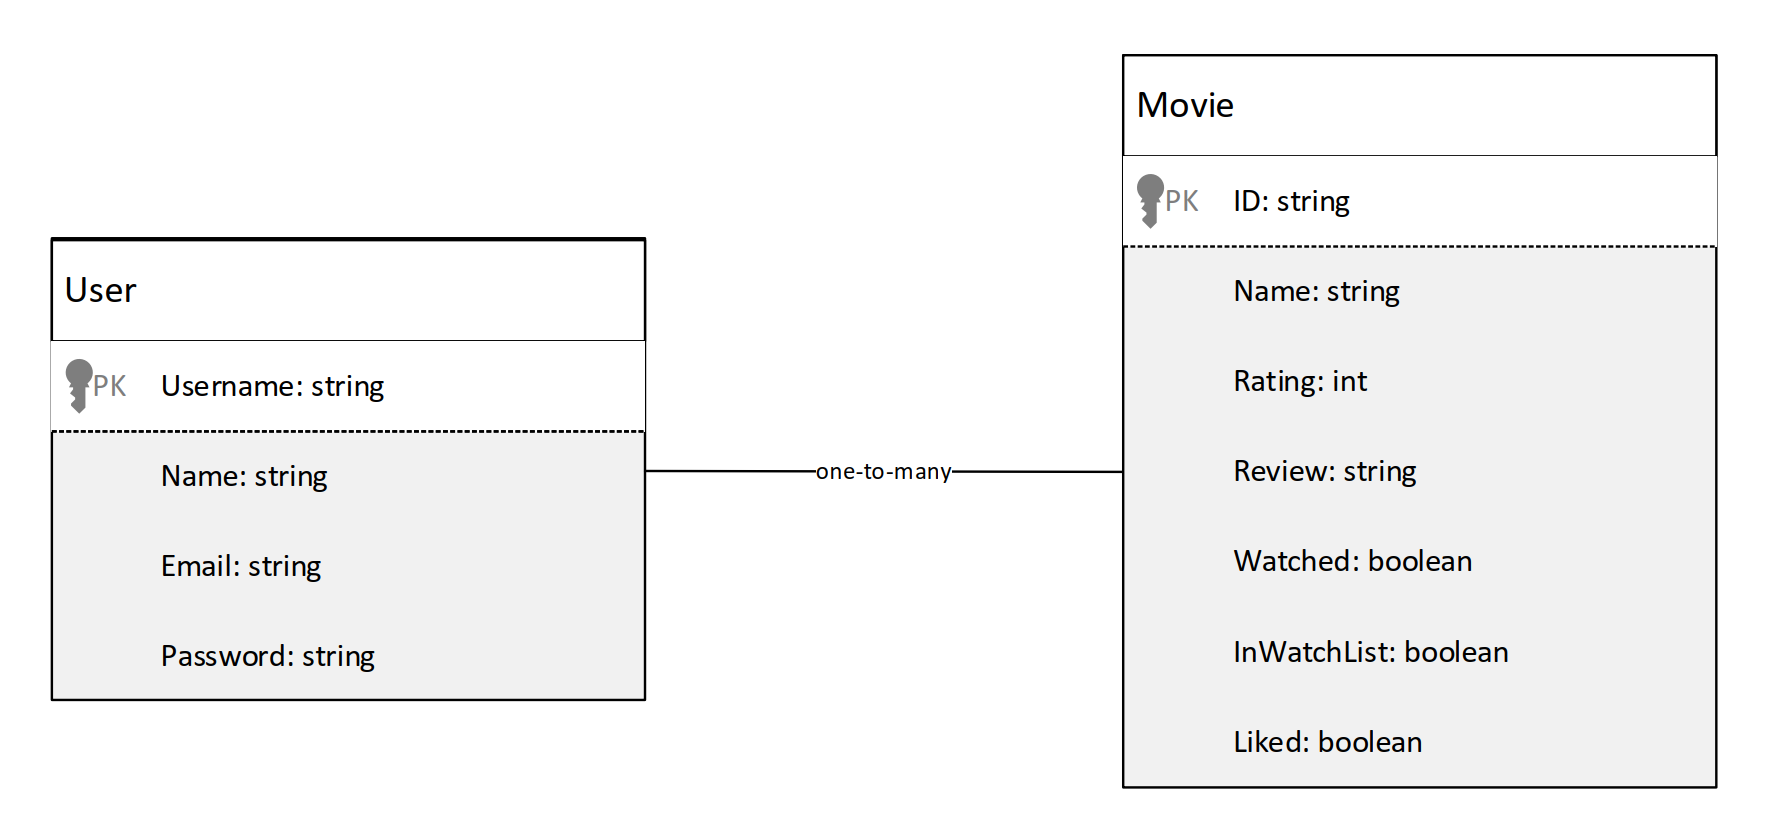 User
PK Username: string
Name: string
Email: string
Password: string
one-to-many
Movie
PK ID: string
Name: string
Rating: int
Review: string
Watched: boolean
InWatchList: boolean
Liked: boolean